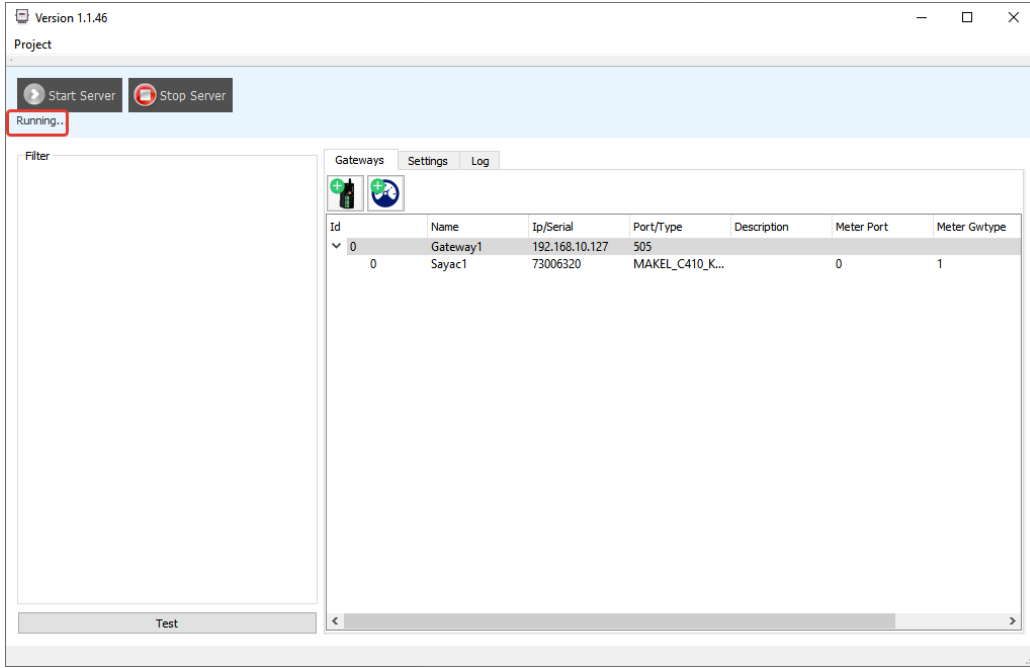 Version 1.1.46
Project
Start Server Stop Server
Running..
Filter
Gateways Settings Log
Id Name Ip/Serial Port/Type Description Meter Port Meter Gwtype
0 Gateway1 192.168.10.127 505
0 Sayac1 73006320 MAKEL_C410_K... 0 1
Test